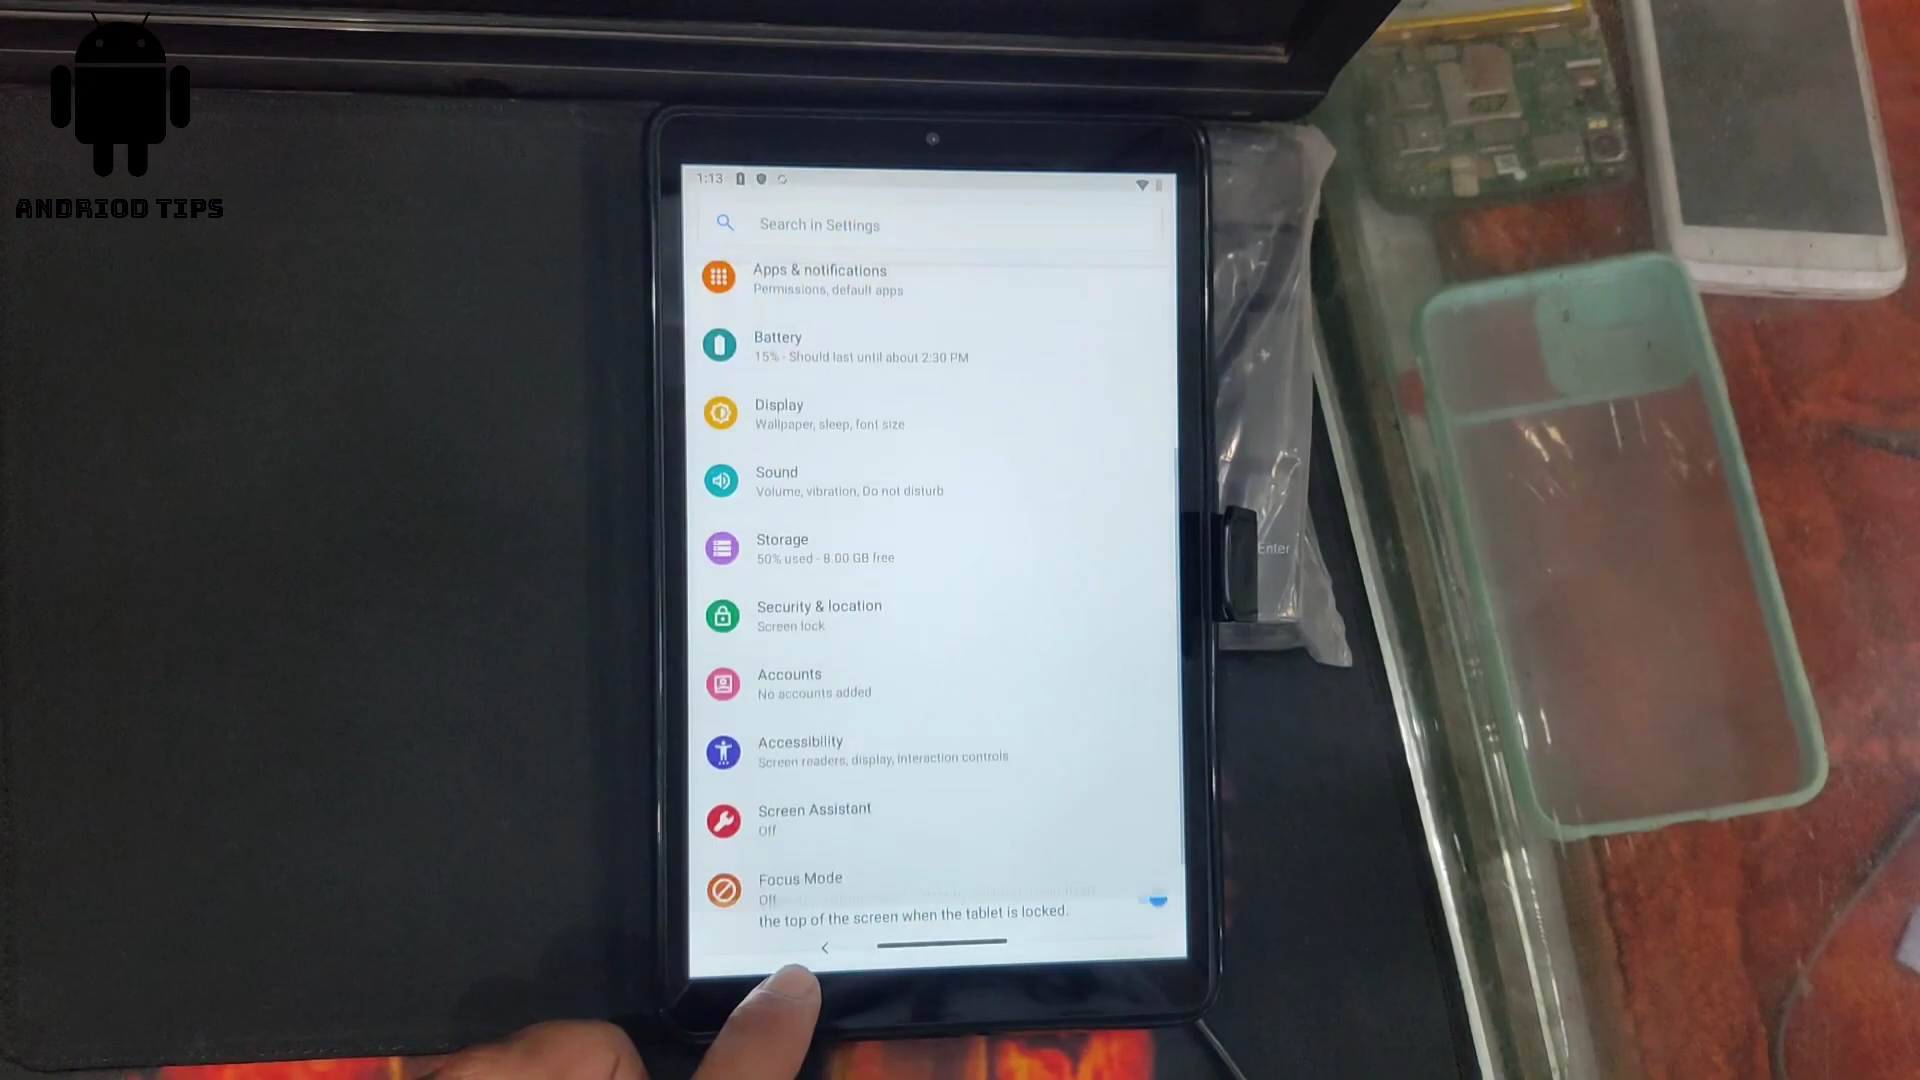 ANDRIOD TIPS
1:13
Search in Settings
Apps & notifications
Permissions, default apps
Battery
15% - Should last until about 2:30 PM
Display
Wallpaper, sleep, font size
Sound
Volume, vibration, Do not disturb
Storage
50% used - 8.00 GB free
Security & location
Screen lock
Accounts
No accounts added
Accessibility
Screen readers, display, interaction controls
Screen Assistant
Off
Focus Mode
Off
the top of the screen when the tablet is locked.
Enter